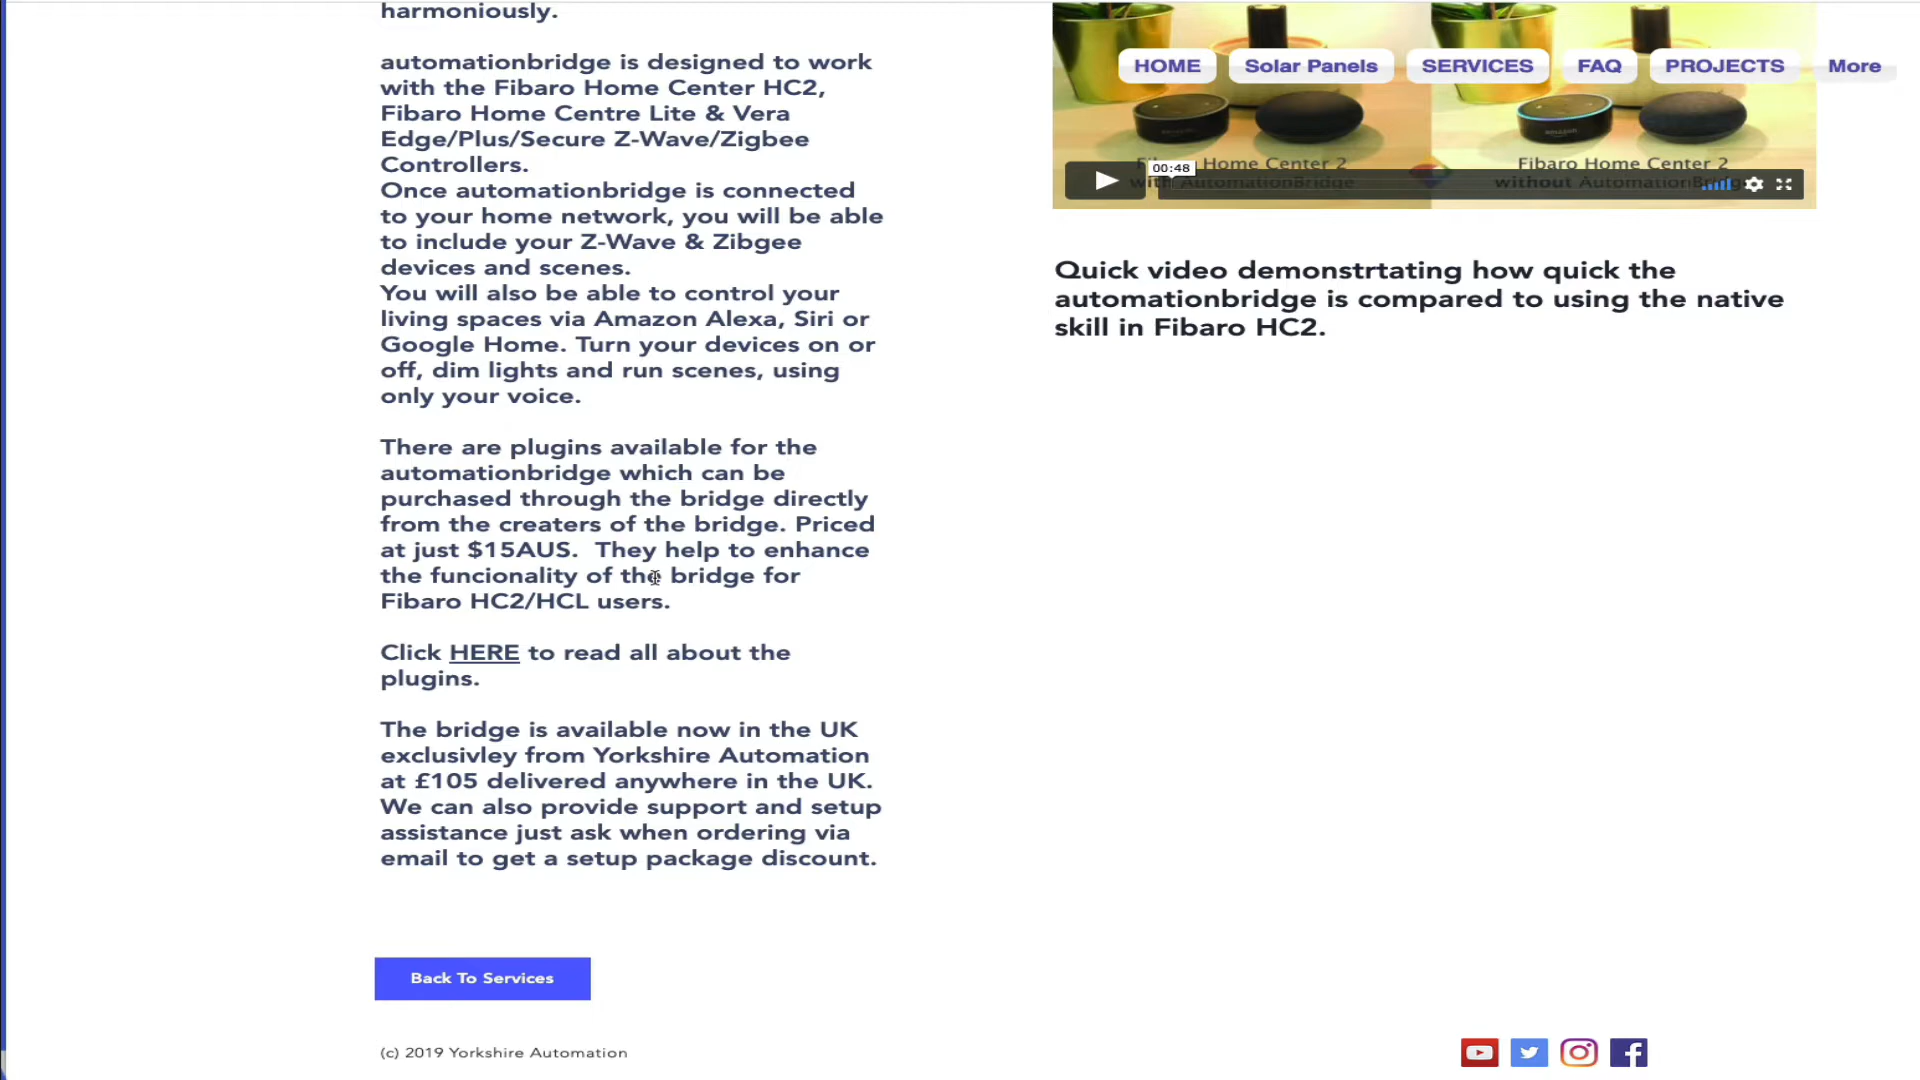 harmoniously.
automationbridge is designed to work
with the Fibaro Home Center HC2,
Fibaro Home Centre Lite & Vera
Edge/Plus/Secure Z-Wave/Zigbee
Controllers.
Once automationbridge is connected
to your home network, you will be able
to include your Z-Wave & Zibgee
devices and scenes.
You will also be able to control your
living spaces via Amazon Alexa, Siri or
Google Home. Turn your devices on or
off, dim lights and run scenes, using
only your voice.
There are plugins available for the
automationbridge which can be
purchased through the bridge directly
from the creaters of the bridge. Priced
at just $15AUS.  They help to enhance
the funcionality of the bridge for
Fibaro HC2/HCL users.
Click HERE to read all about the
plugins.
The bridge is available now in the UK
exclusivley from Yorkshire Automation
at £105 delivered anywhere in the UK.
We can also provide support and setup
assistance just ask when ordering via
email to get a setup package discount.
Back To Services
(c) 2019 Yorkshire Automation
HOME Solar Panels SERVICES FAQ PROJECTS More
Home Center 2
with AutomationBridge
00:48
Fibaro Home Center 2
without AutomationBridge
Quick video demonstrtating how quick the
automationbridge is compared to using the native
skill in Fibaro HC2.